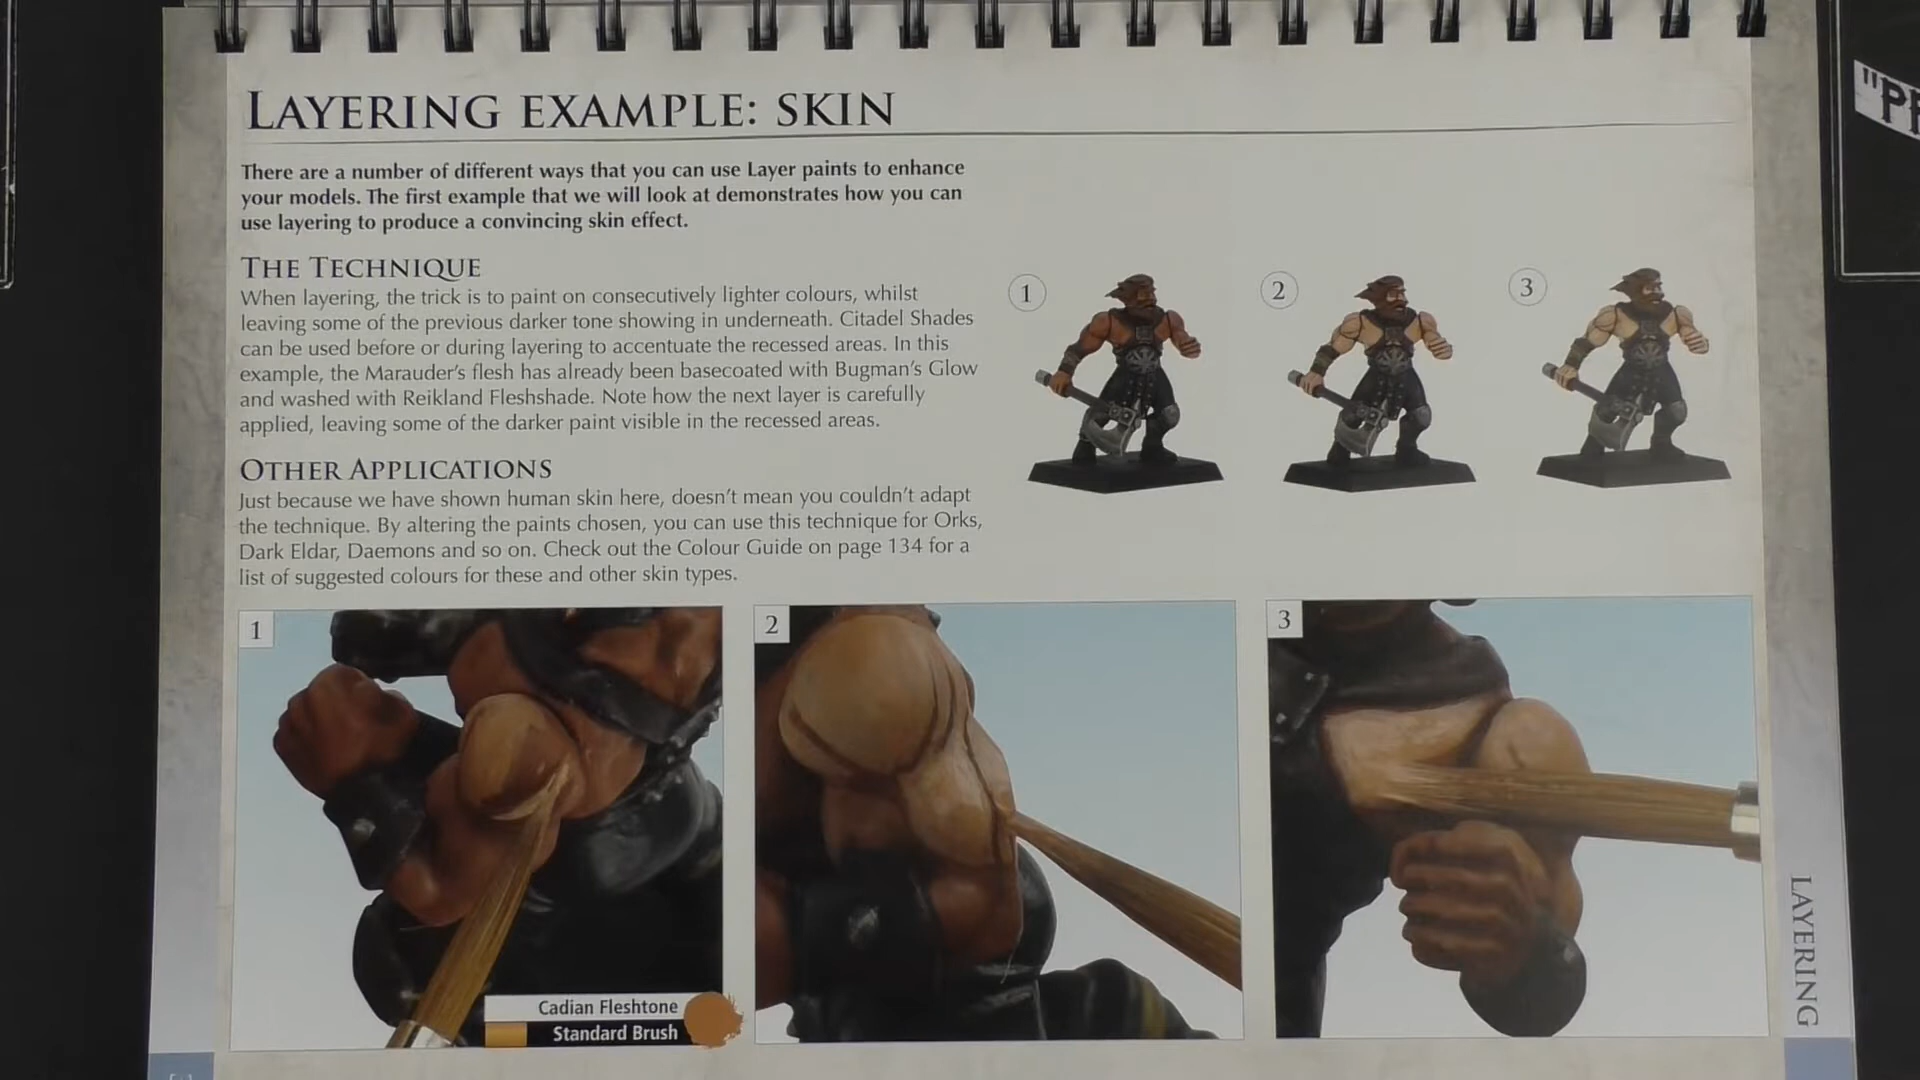 LAYERING EXAMPLE: SKIN
There are a number of different ways that you can use Layer paints to enhance
your models. The first example that we will look at demonstrates how you can
use layering to produce a convincing skin effect.
THE TECHNIQUE
When layering, the trick is to paint on consecutively lighter colours, whilst
leaving some of the previous darker tone showing in underneath. Citadel Shades
can be used before or during layering to accentuate the recessed areas. In this
example, the Marauder's flesh has already been basecoated with Bugman's Glow
and washed with Reikland Fleshshade. Note how the next layer is carefully
applied, leaving some of the darker paint visible in the recessed areas.
OTHER APPLICATIONS
Just because we have shown human skin here, doesn't mean you couldn't adapt
the technique. By altering the paints chosen, you can use this technique for Orks,
Dark Eldar, Daemons and so on. Check out the Colour Guide on page 134 for a
list of suggested colours for these and other skin types.
1
2
3
1
2
3
Cadian Fleshtone
Standard Brush
LAYERING